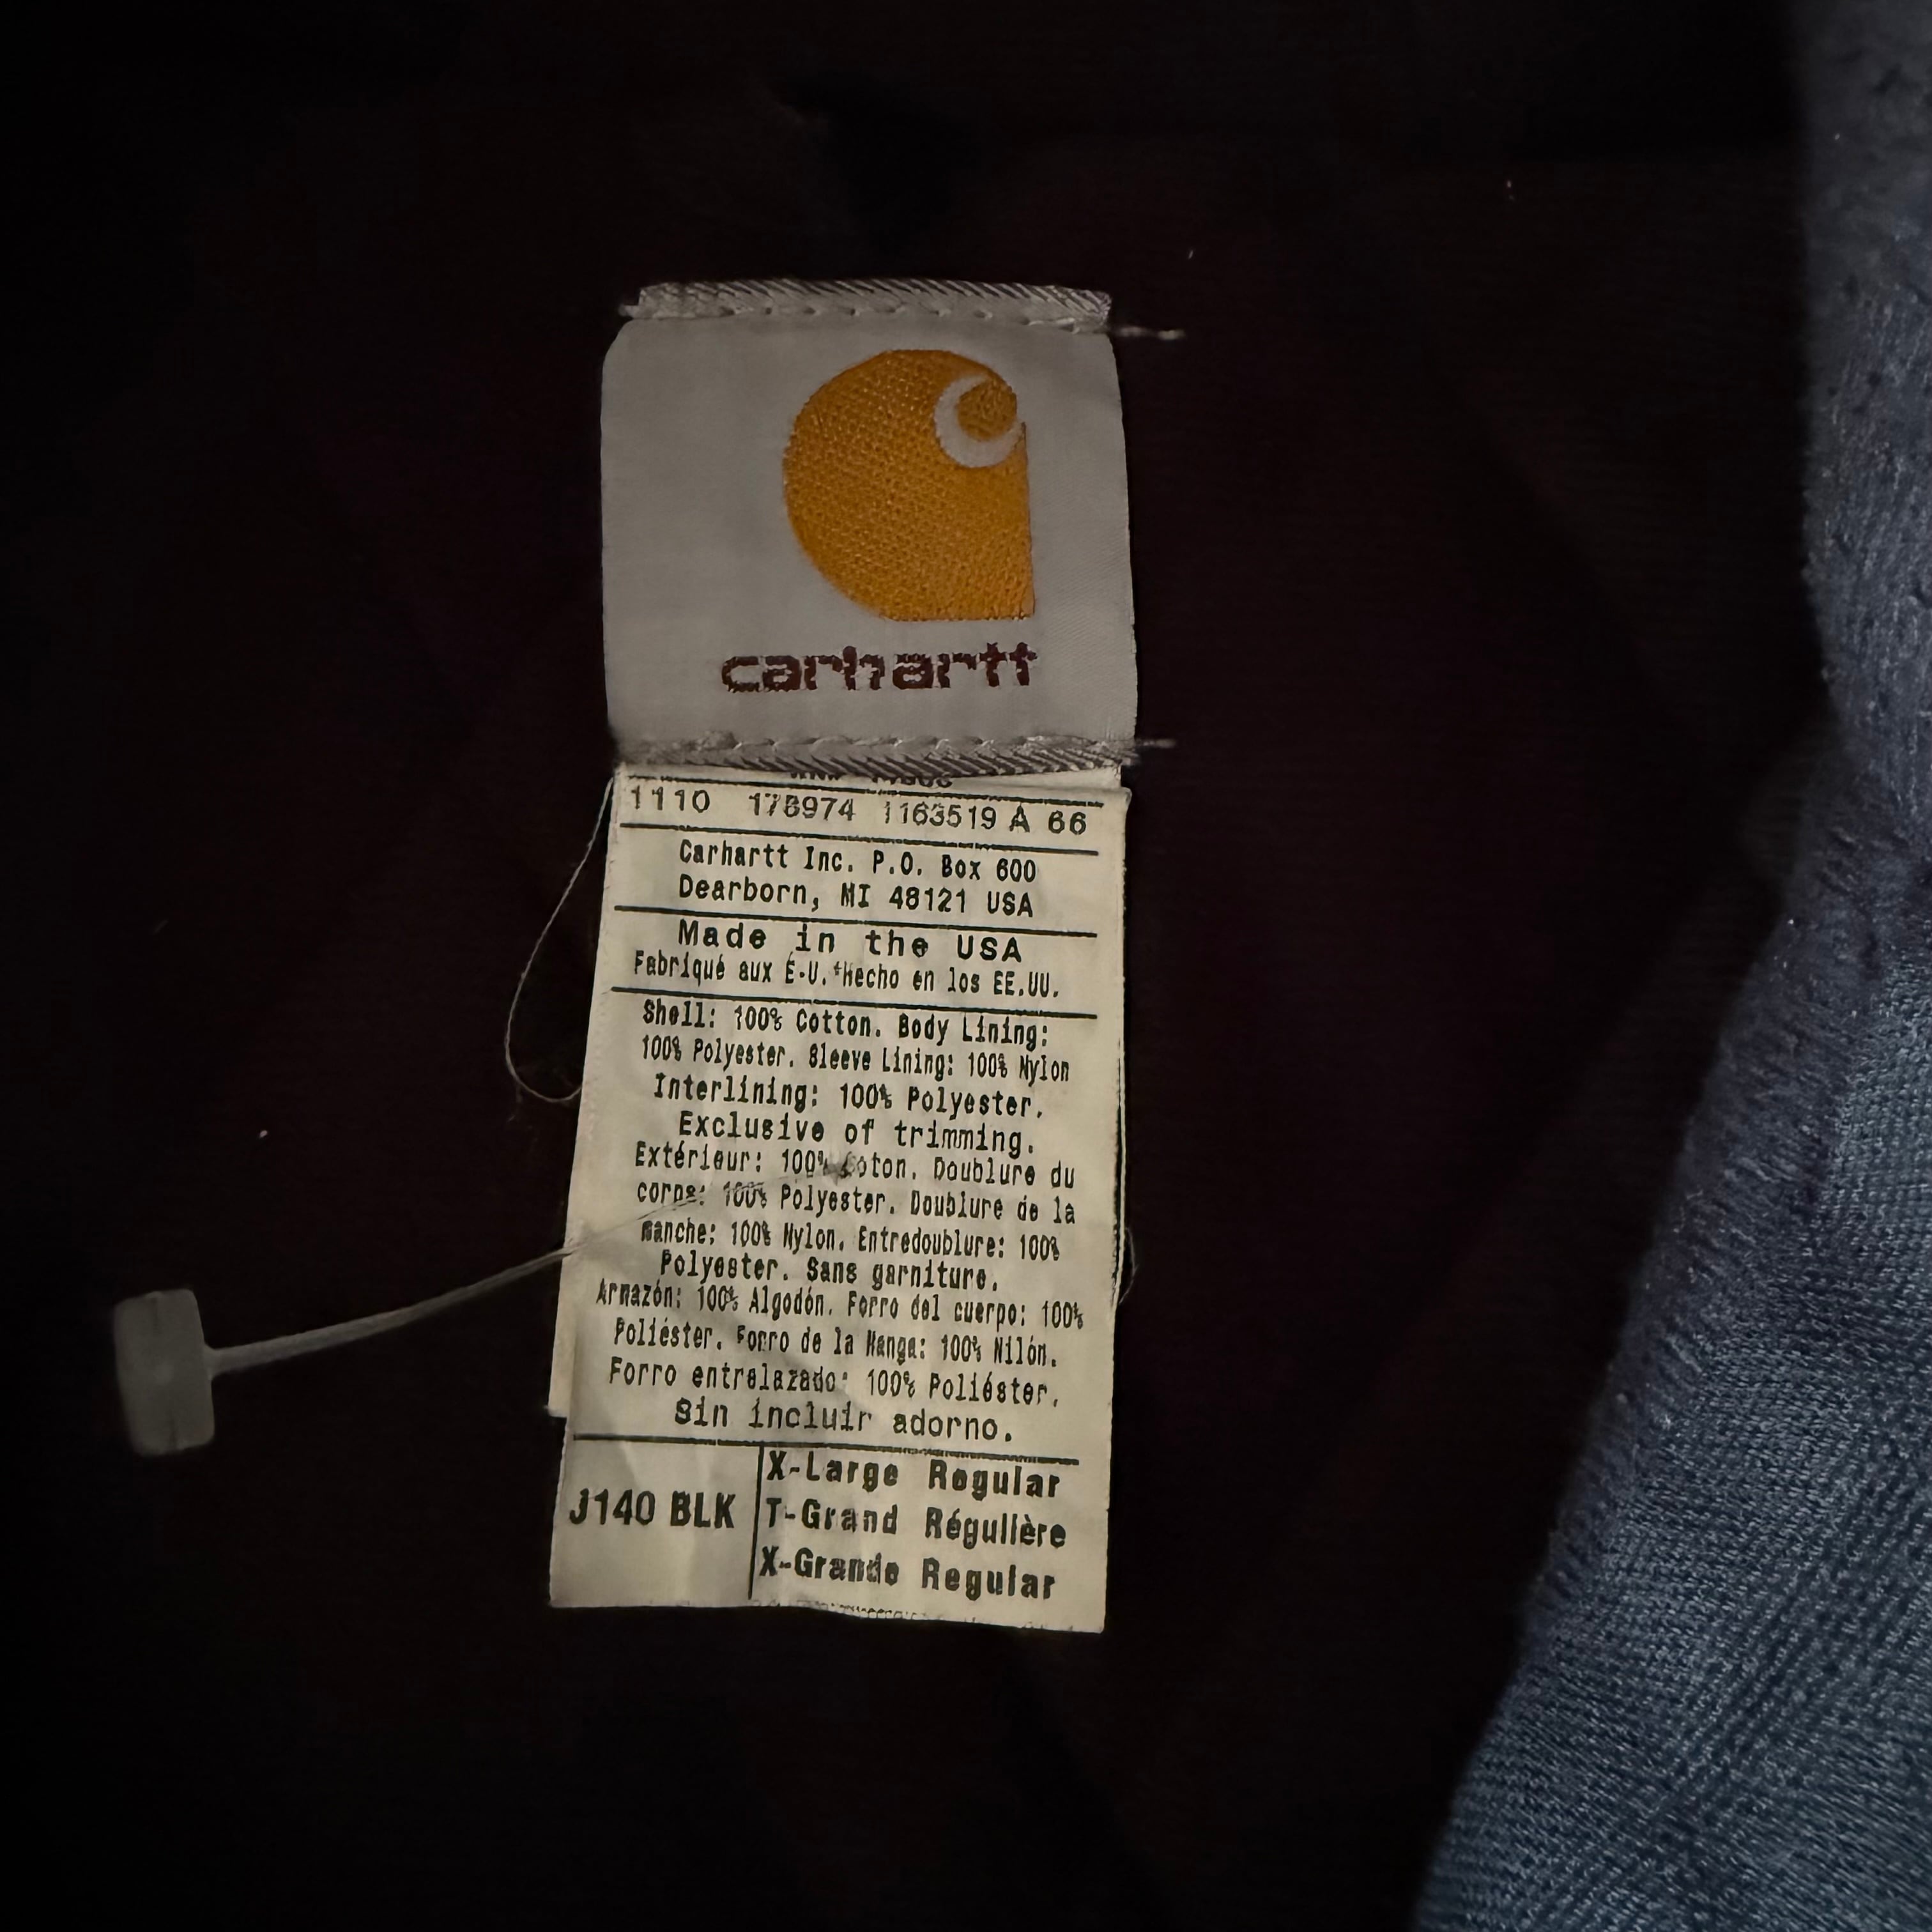 carhartt
1110 178974 1163519 A 66
Carhartt Inc. P.O. Box 600
Dearborn, MI 48121 USA
Made in the USA
Fabriqué aux É-U. *Hecho en los EE.UU.
Shell: 100% Cotton. Body Lining:
100% Polyester. Sleeve Lining: 100% Nylon
Interlining: 100% Polyester.
Exclusive of trimming.
Extérieur: 100% Coton. Doublure du
corps: 100% Polyester. Doublure de la
manche: 100% Nylon. Entredoublure: 100%
Polyester. Sans garniture.
Armazón: 100% Algodón. Forro del cuerpo: 100%
Poliéster. Forro de la Manga: 100% Nilón.
Forro entrelazado: 100% Poliéster.
Sin incluir adorno.
J140 BLK
X-Large Regular
T-Grand Régulière
X-Grande Regular